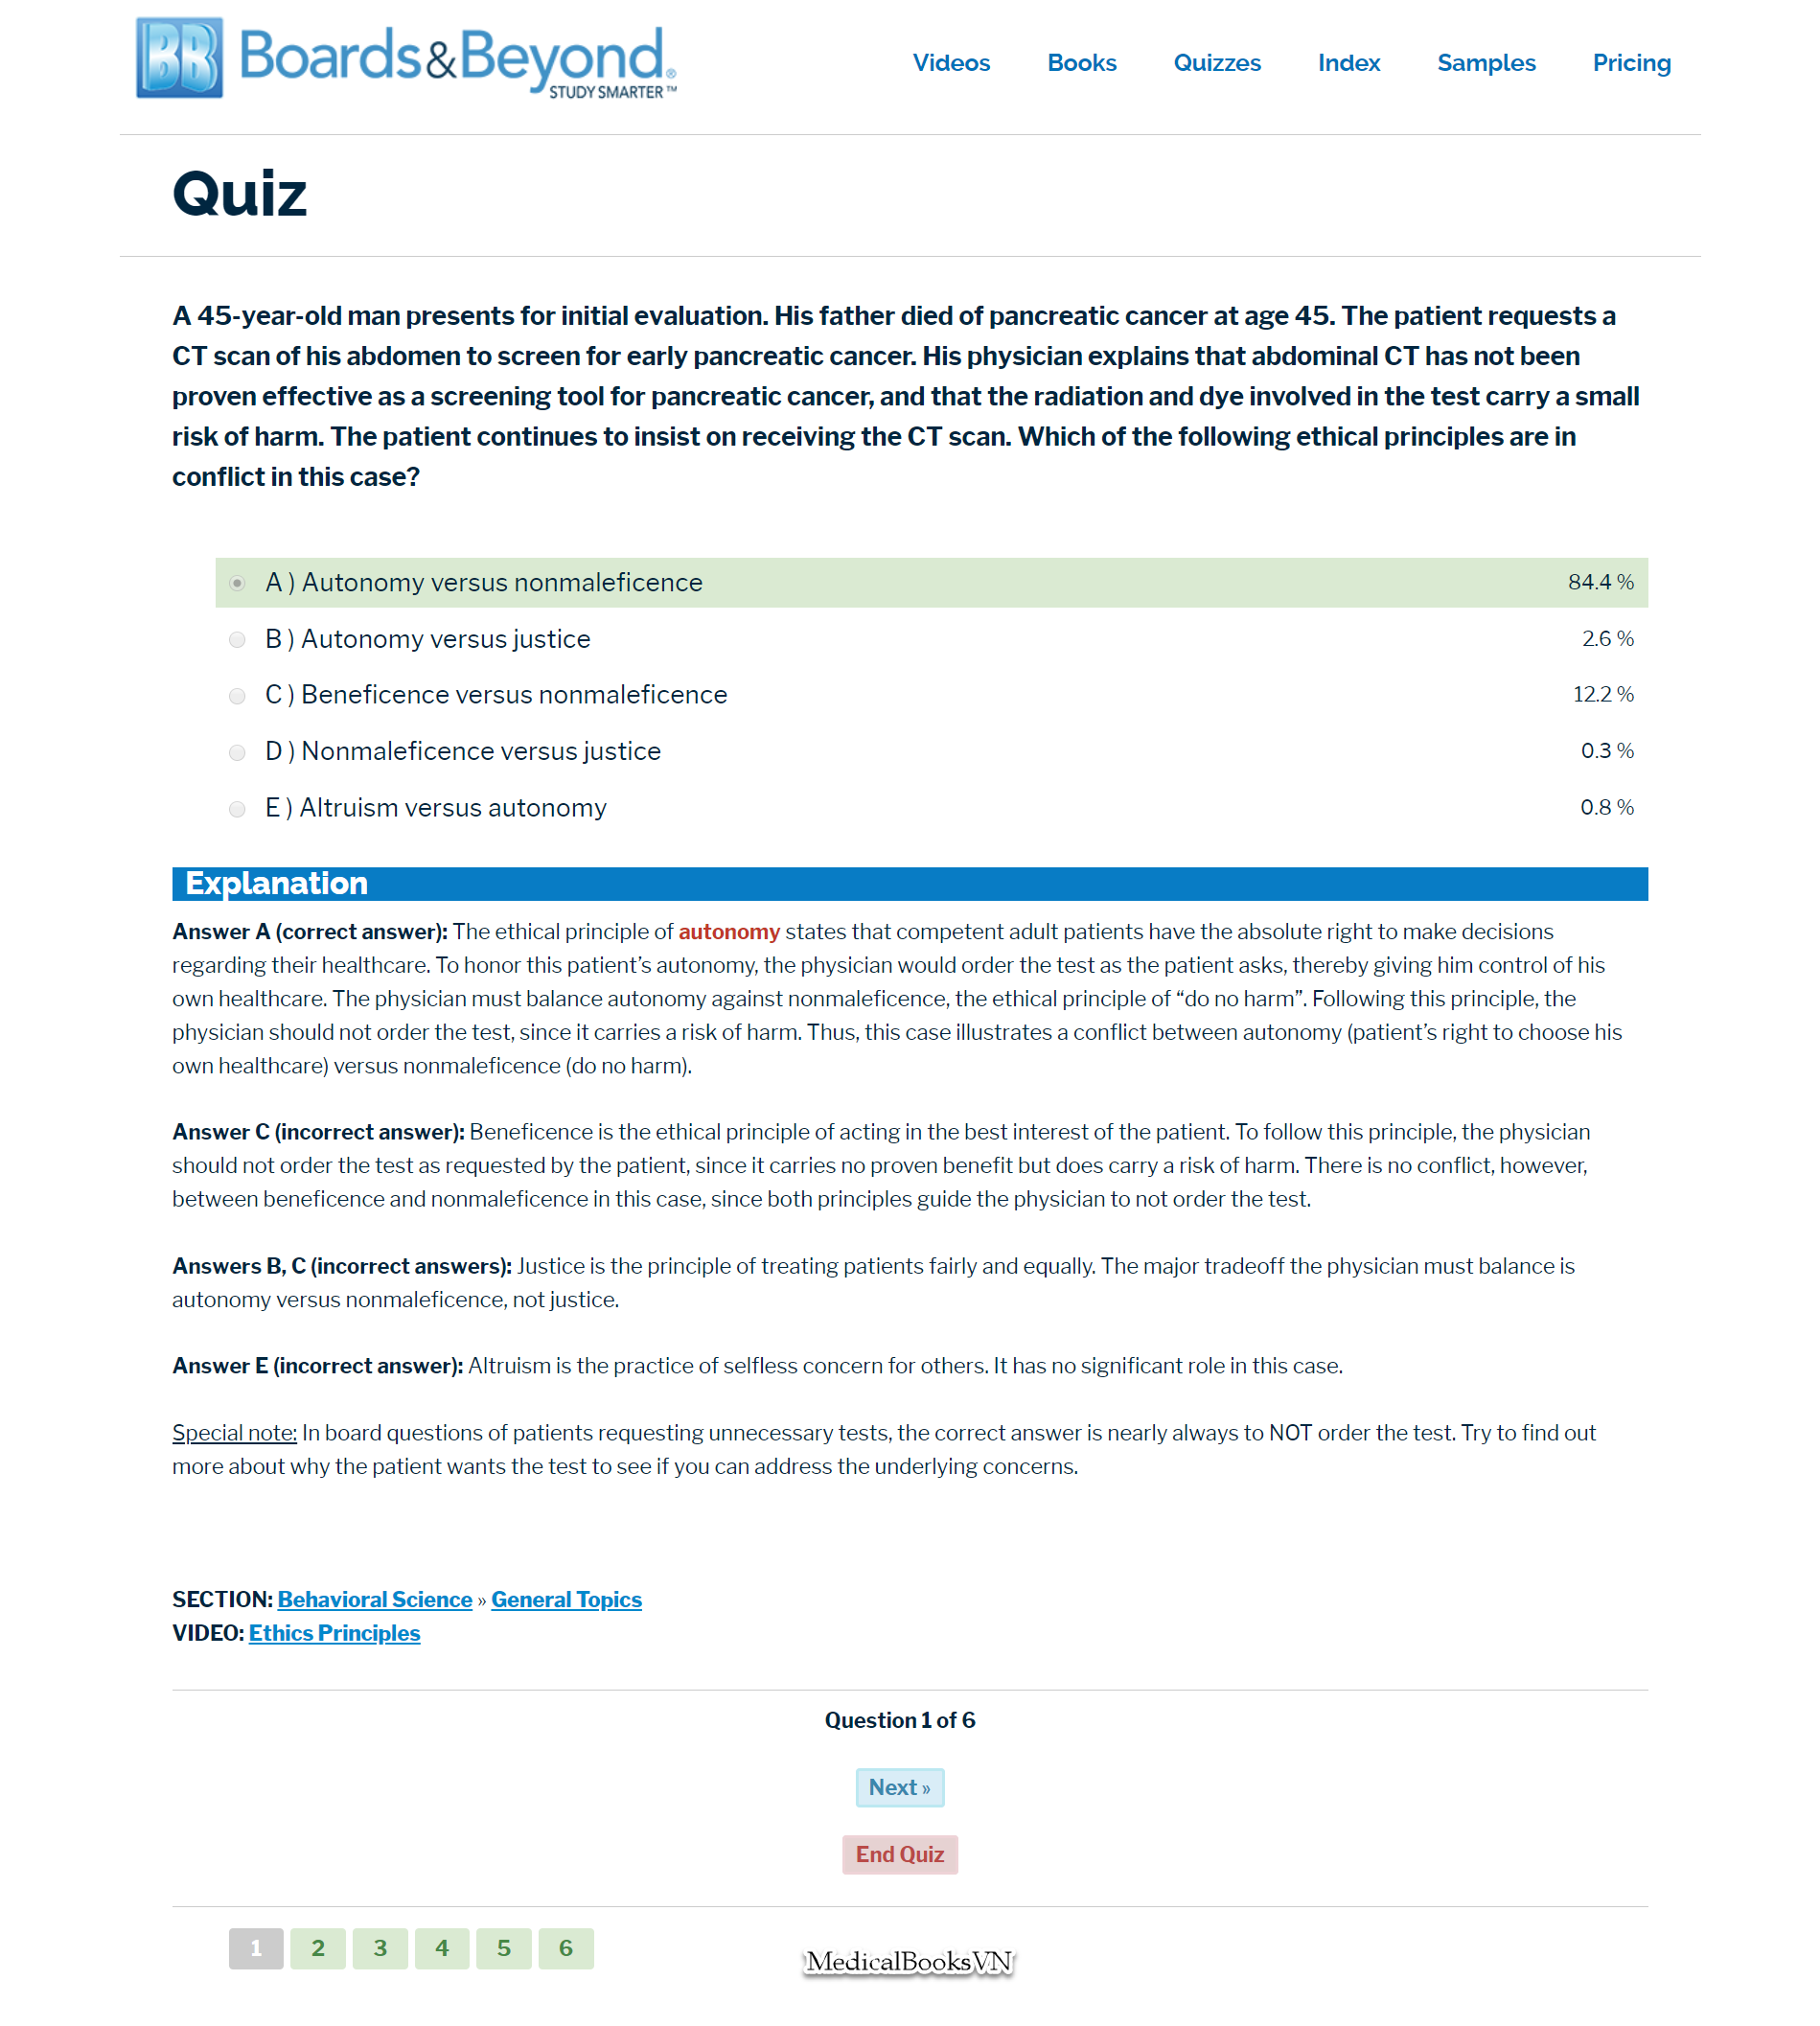 BB Boards&Beyond®
STUDY SMARTER™
Videos Books Quizzes Index Samples Pricing
Quiz
A 45-year-old man presents for initial evaluation. His father died of pancreatic cancer at age 45. The patient requests a
CT scan of his abdomen to screen for early pancreatic cancer. His physician explains that abdominal CT has not been
proven effective as a screening tool for pancreatic cancer, and that the radiation and dye involved in the test carry a small
risk of harm. The patient continues to insist on receiving the CT scan. Which of the following ethical principles are in
conflict in this case?
A ) Autonomy versus nonmaleficence 84.4 %
B ) Autonomy versus justice 2.6 %
C ) Beneficence versus nonmaleficence 12.2 %
D ) Nonmaleficence versus justice 0.3 %
E ) Altruism versus autonomy 0.8 %
Explanation
Answer A (correct answer): The ethical principle of autonomy states that competent adult patients have the absolute right to make decisions
regarding their healthcare. To honor this patient’s autonomy, the physician would order the test as the patient asks, thereby giving him control of his
own healthcare. The physician must balance autonomy against nonmaleficence, the ethical principle of “do no harm”. Following this principle, the
physician should not order the test, since it carries a risk of harm. Thus, this case illustrates a conflict between autonomy (patient’s right to choose his
own healthcare) versus nonmaleficence (do no harm).
Answer C (incorrect answer): Beneficence is the ethical principle of acting in the best interest of the patient. To follow this principle, the physician
should not order the test as requested by the patient, since it carries no proven benefit but does carry a risk of harm. There is no conflict, however,
between beneficence and nonmaleficence in this case, since both principles guide the physician to not order the test.
Answers B, C (incorrect answers): Justice is the principle of treating patients fairly and equally. The major tradeoff the physician must balance is
autonomy versus nonmaleficence, not justice.
Answer E (incorrect answer): Altruism is the practice of selfless concern for others. It has no significant role in this case.
Special note: In board questions of patients requesting unnecessary tests, the correct answer is nearly always to NOT order the test. Try to find out
more about why the patient wants the test to see if you can address the underlying concerns.
SECTION: Behavioral Science » General Topics
VIDEO: Ethics Principles
Question 1 of 6
Next »
End Quiz
1 2 3 4 5 6
MedicalBooksVN